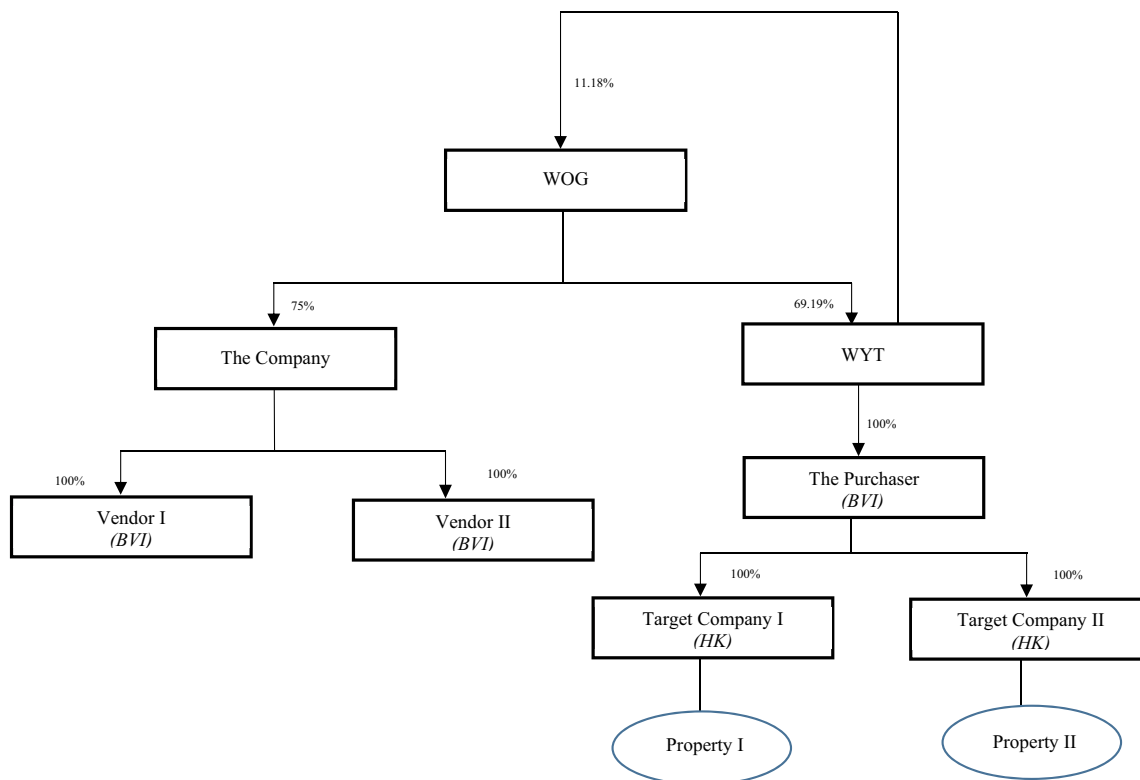 11.18%
WOG
75%
69.19%
The Company
WYT
100%
100%
100%
The Purchaser
(BVI)
Vendor I
(BVI)
Vendor II
(BVI)
100%
100%
Target Company I
(HK)
Target Company II
(HK)
Property I
Property II